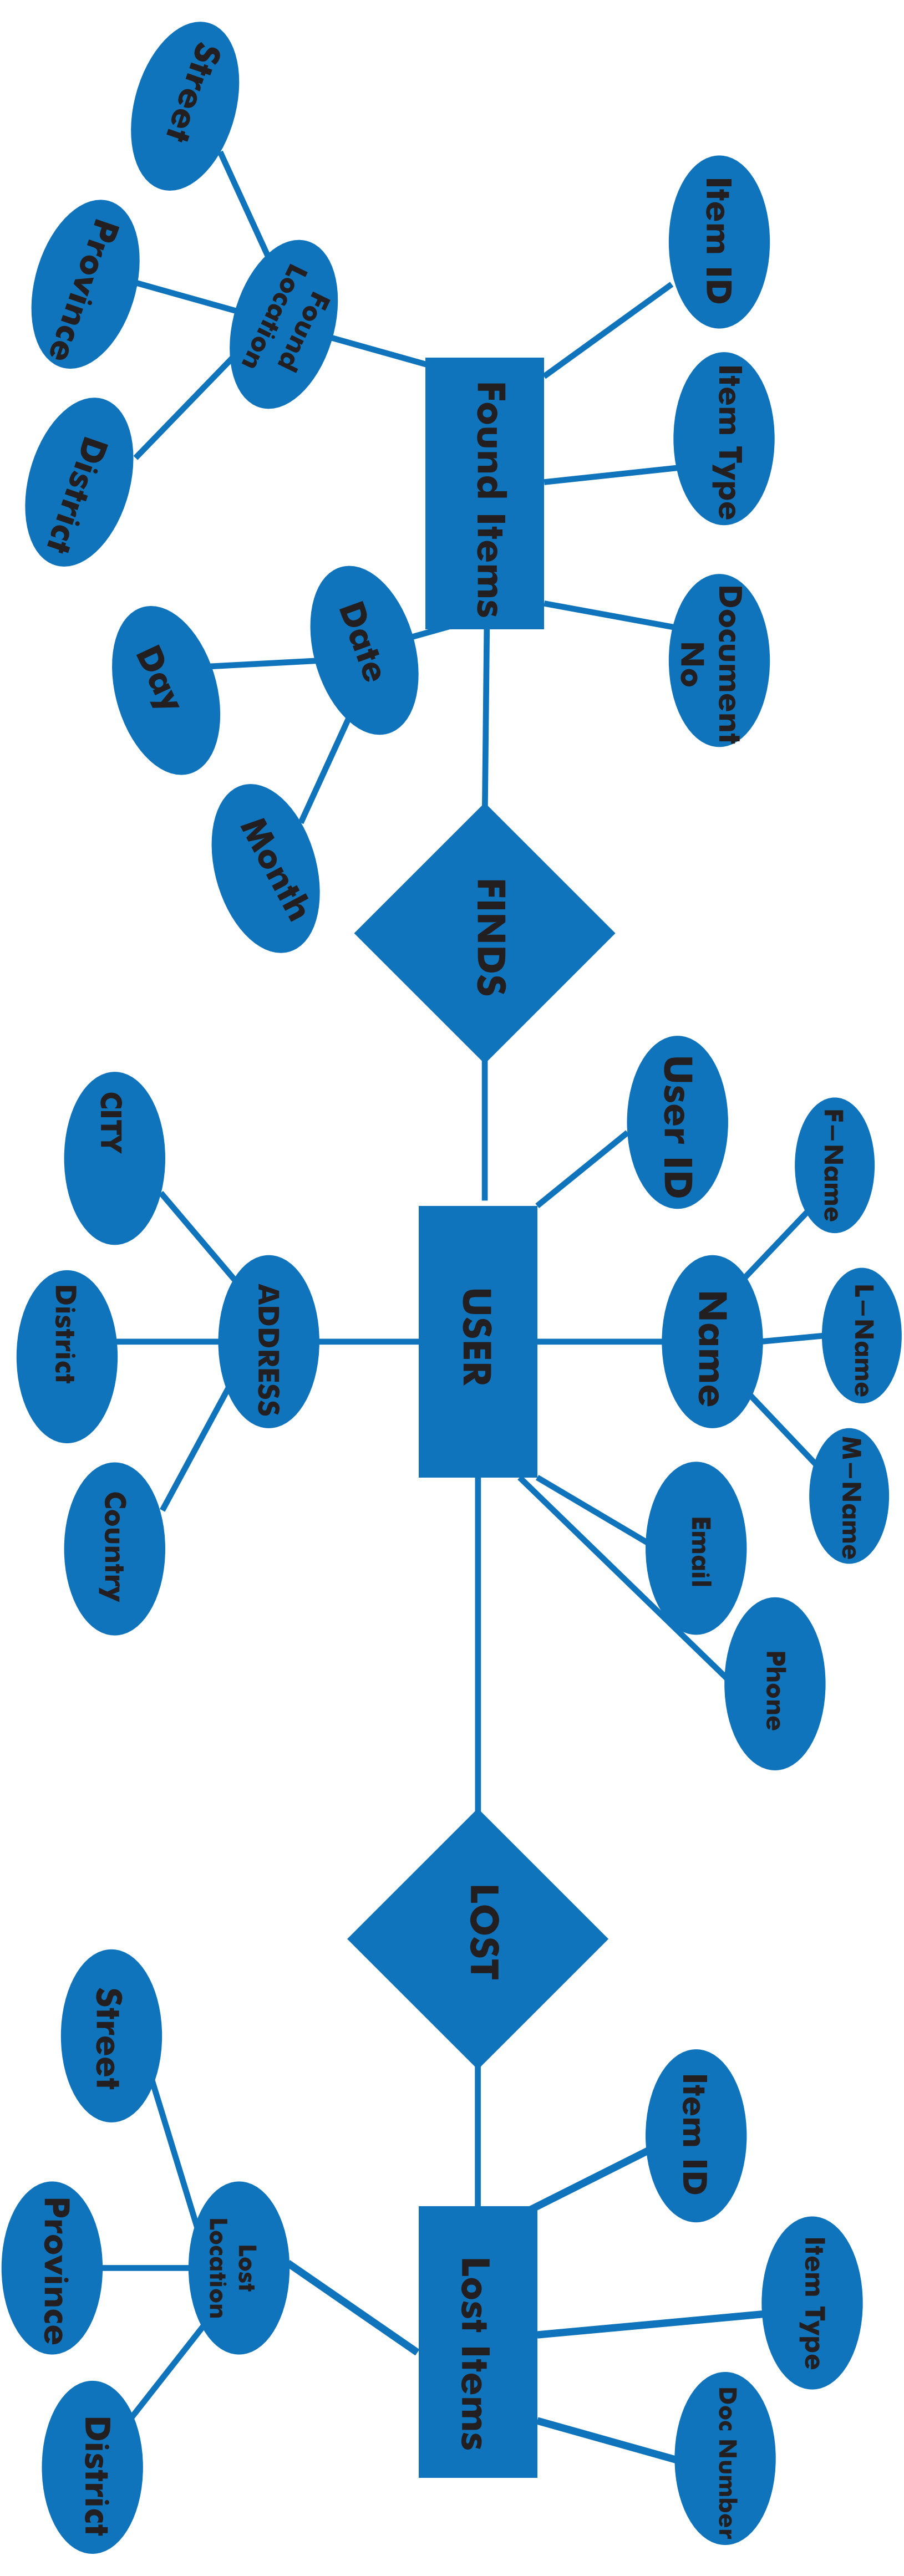 Street
Province
District
Found
Location
Item ID
Item Type
Document
No
Found Items
Date
Day
Month
FINDS
User ID
F-Name
L-Name
M-Name
Name
CITY
District
Country
ADDRESS
USER
Email
Phone
LOST
Street
Province
District
Lost
Location
Item ID
Item Type
Doc Number
Lost Items